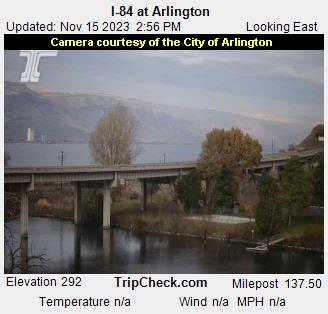 I-84 at Arlington
Updated: Nov 15 2023 2:56 PM Looking East
Camera courtesy of the City of Arlington
Elevation 292 TripCheck.com Milepost 137.50
Temperature n/a Wind n/a MPH n/a